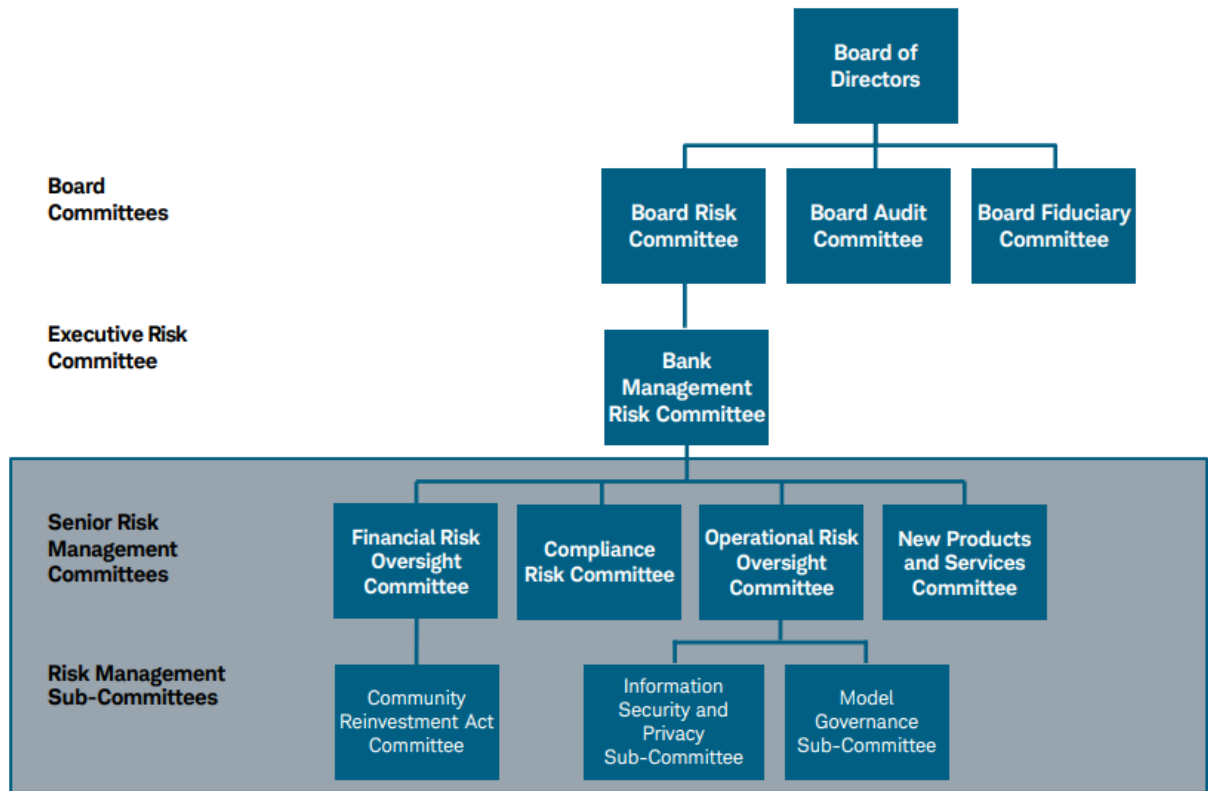 Board of
Directors
Board
Committees
Board Risk
Committee
Board Audit
Committee
Board Fiduciary
Committee
Executive Risk
Committee
Bank
Management
Risk Committee
Senior Risk
Management
Committees
Financial Risk
Oversight
Committee
Compliance
Risk Committee
Operational Risk
Oversight
Committee
New Products
and Services
Committee
Risk Management
Sub-Committees
Community
Reinvestment Act
Committee
Information
Security and
Privacy
Sub-Committee
Model
Governance
Sub-Committee